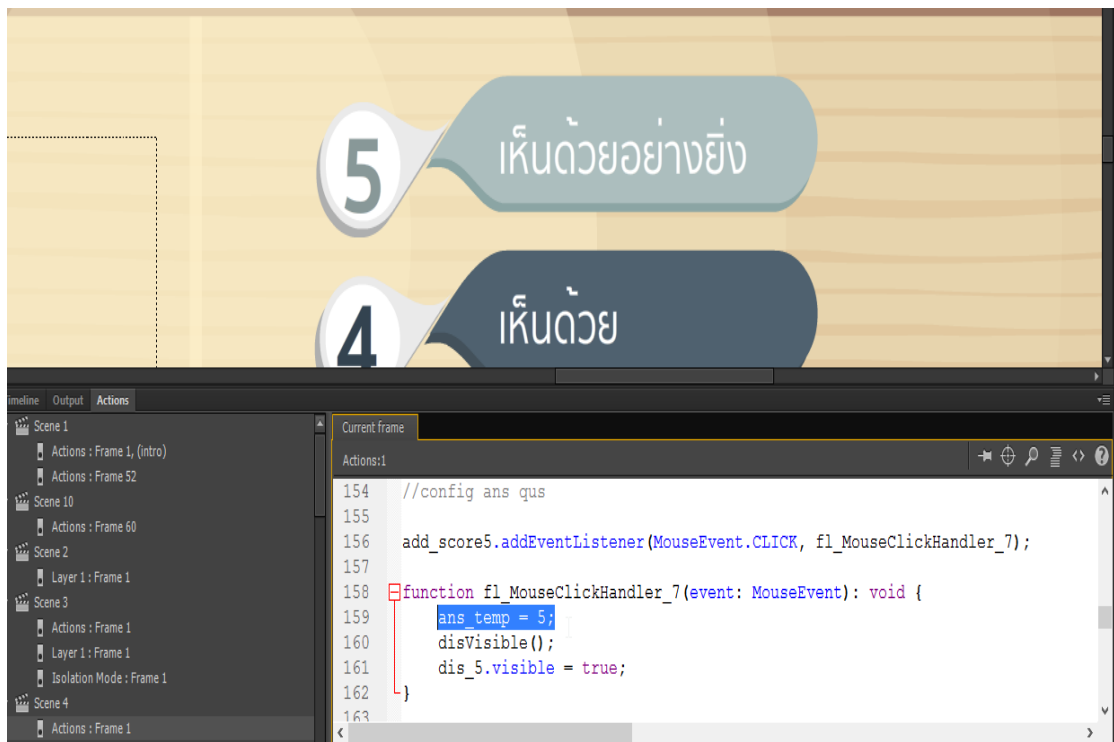 5
เห็นด้วยอย่างยิ่ง
4
เห็นด้วย
imeline Output Actions
Scene 1
Actions : Frame 1, (intro)
Actions : Frame 52
Scene 10
Actions : Frame 60
Scene 2
Layer 1 : Frame 1
Scene 3
Actions : Frame 1
Layer 1 : Frame 1
Isolation Mode : Frame 1
Scene 4
Actions : Frame 1
Current frame
Actions:1
154 //config ans qus
155
156 add_score5.addEventListener(MouseEvent.CLICK, fl_MouseClickHandler_7);
157
158 function fl_MouseClickHandler_7(event: MouseEvent): void {
159 ans_temp = 5;
160 disVisible();
161 dis_5.visible = true;
162 }
163